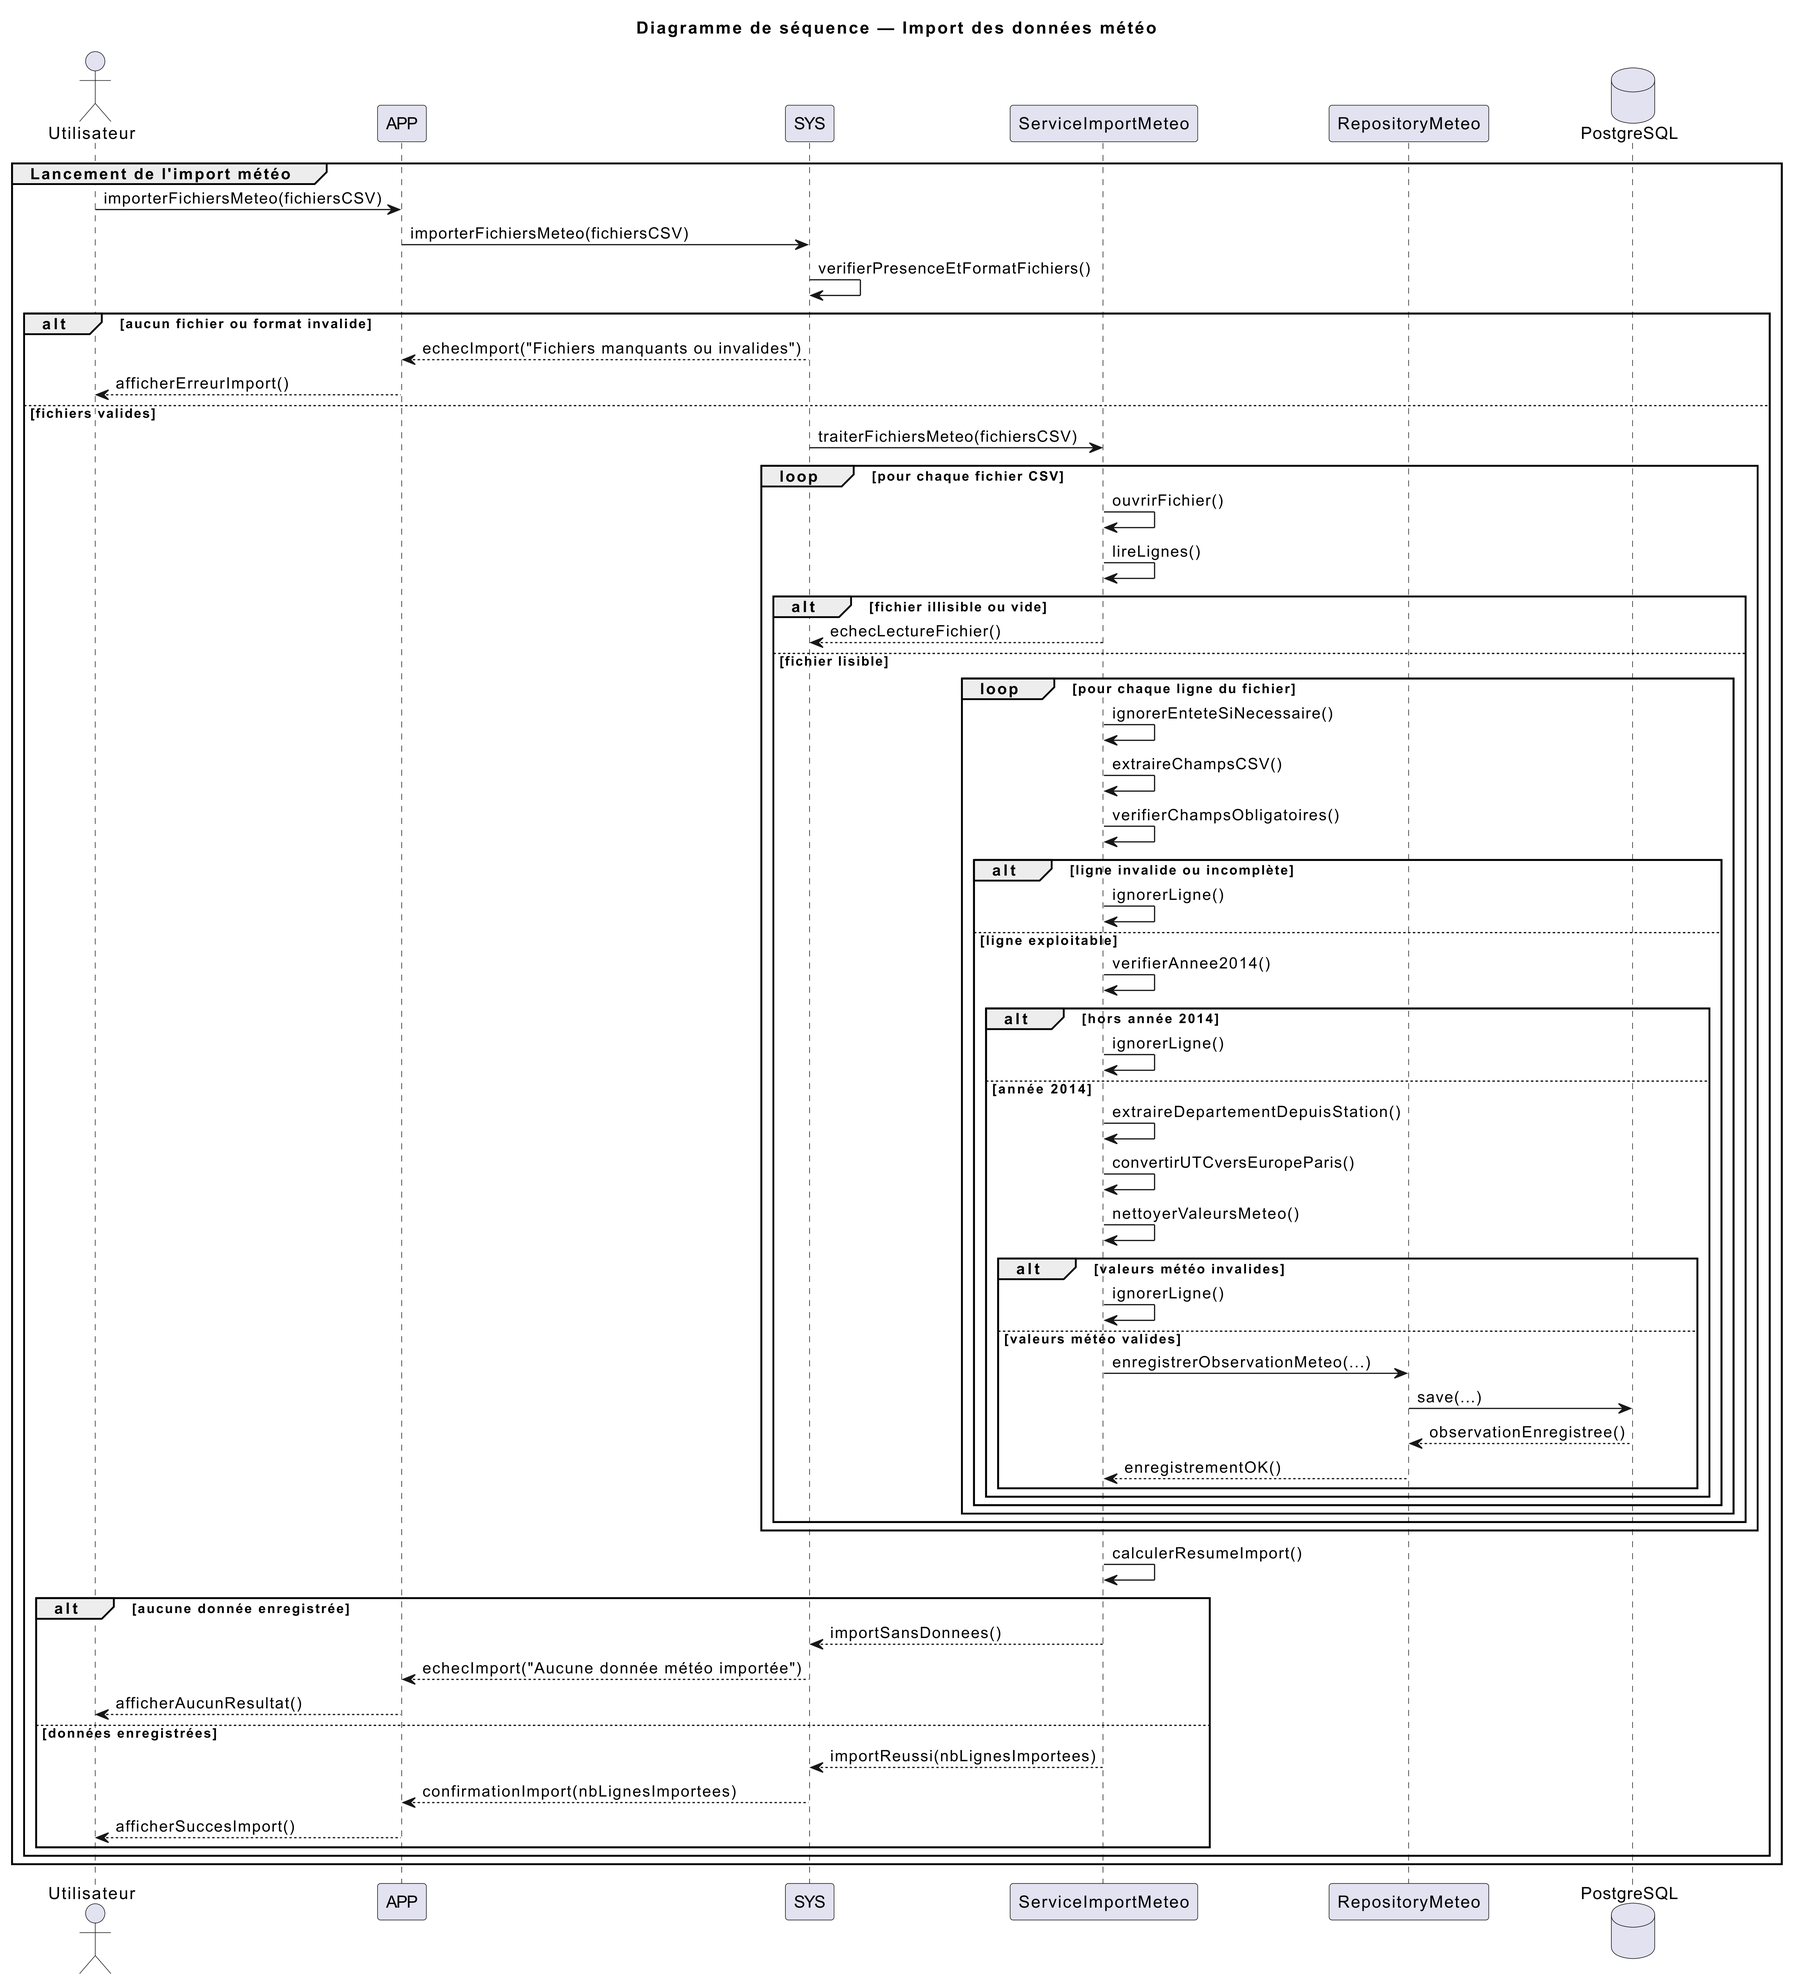 Diagramme de séquence — Import des données météo
Utilisateur
APP
SYS
ServiceImportMeteo
RepositoryMeteo
PostgreSQL
Lancement de l'import météo
importerFichiersMeteo(fichiersCSV)
importerFichiersMeteo(fichiersCSV)
verifierPresenceEtFormatFichiers()
alt [aucun fichier ou format invalide]
echecImport("Fichiers manquants ou invalides")
afficherErreurImport()
[fichiers valides]
traiterFichiersMeteo(fichiersCSV)
loop [pour chaque fichier CSV]
ouvrirFichier()
lireLignes()
alt [fichier illisible ou vide]
echecLectureFichier()
[fichier lisible]
loop [pour chaque ligne du fichier]
ignorerEnteteSiNecessaire()
extraireChampsCSV()
verifierChampsObligatoires()
alt [ligne invalide ou incomplète]
ignorerLigne()
[ligne exploitable]
verifierAnnee2014()
alt [hors année 2014]
ignorerLigne()
[année 2014]
extraireDepartementDepuisStation()
convertirUTCversEuropeParis()
nettoyerValeursMeteo()
alt [valeurs météo invalides]
ignorerLigne()
[valeurs météo valides]
enregistrerObservationMeteo(...)
save(...)
observationEnregistree()
enregistrementOK()
calculerResumeImport()
alt [aucune donnée enregistrée]
importSansDonnees()
echecImport("Aucune donnée météo importée")
afficherAucunResultat()
[données enregistrées]
importReussi(nbLignesImportees)
confirmationImport(nbLignesImportees)
afficherSuccesImport()
Utilisateur
APP
SYS
ServiceImportMeteo
RepositoryMeteo
PostgreSQL